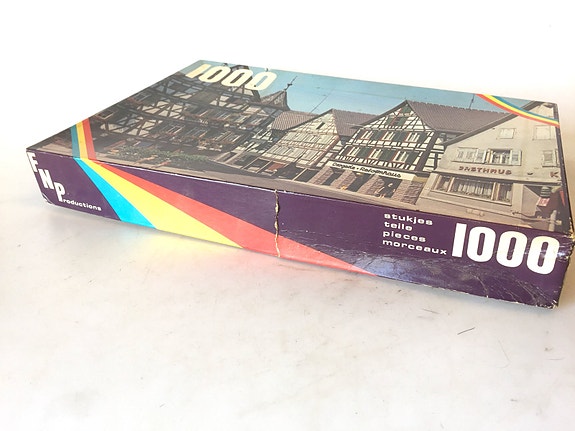 1000
GASTHAUS
K
FNP
Productions
stukjes
teile
pieces
morceaux
1000